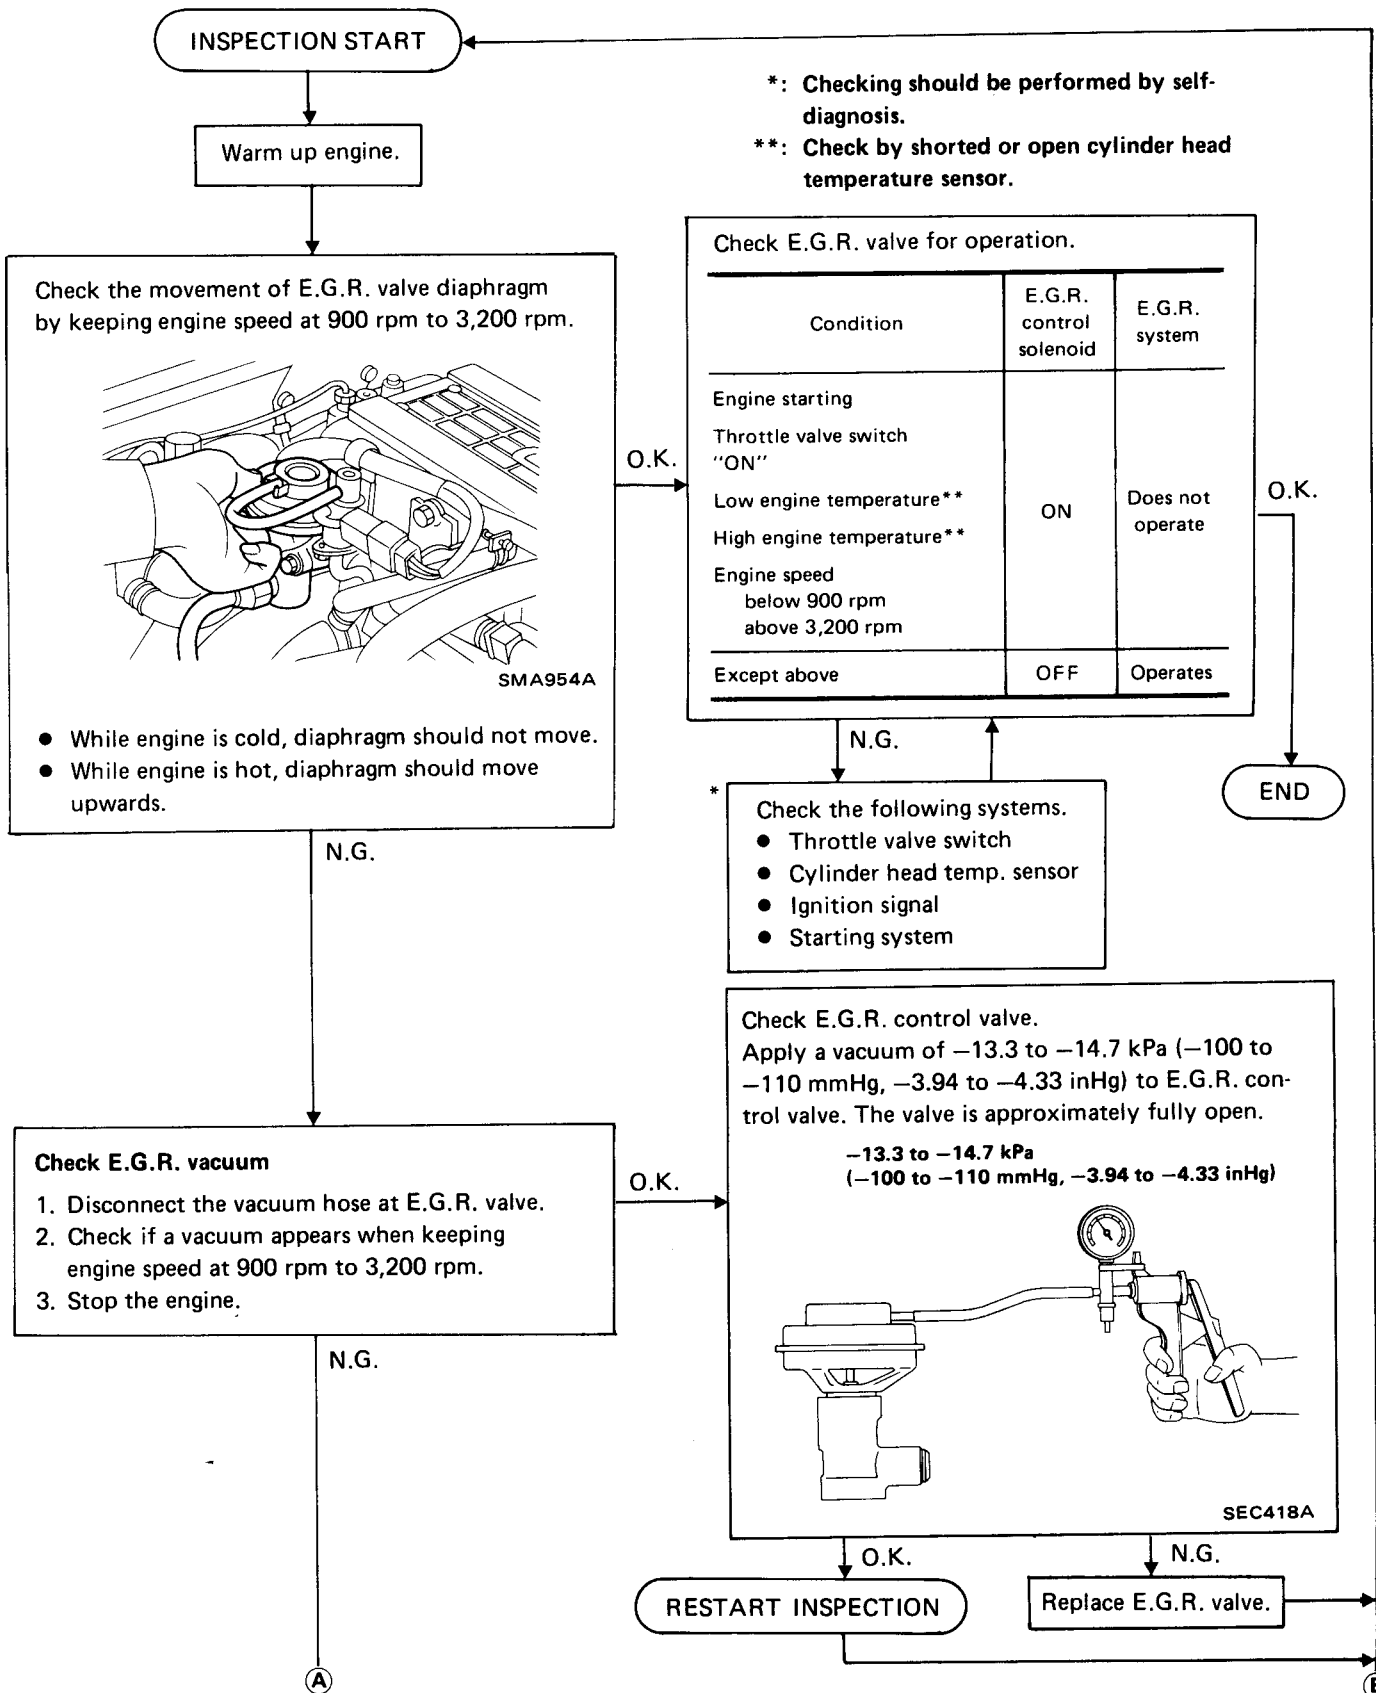 INSPECTION START
*: Checking should be performed by self-
diagnosis.
**: Check by shorted or open cylinder head
temperature sensor.
Warm up engine.
Check the movement of E.G.R. valve diaphragm
by keeping engine speed at 900 rpm to 3,200 rpm.
SMA954A
● While engine is cold, diaphragm should not move.
● While engine is hot, diaphragm should move
upwards.
O.K.
Check E.G.R. valve for operation.
Condition
E.G.R.
control
solenoid
E.G.R.
system
Engine starting
Throttle valve switch
"ON"
Low engine temperature**
High engine temperature**
Engine speed
below 900 rpm
above 3,200 rpm
ON
Does not
operate
Except above
OFF
Operates
O.K.
END
N.G.
*
Check the following systems.
● Throttle valve switch
● Cylinder head temp. sensor
● Ignition signal
● Starting system
N.G.
Check E.G.R. vacuum
1. Disconnect the vacuum hose at E.G.R. valve.
2. Check if a vacuum appears when keeping
engine speed at 900 rpm to 3,200 rpm.
3. Stop the engine.
O.K.
Check E.G.R. control valve.
Apply a vacuum of −13.3 to −14.7 kPa (−100 to
−110 mmHg, −3.94 to −4.33 inHg) to E.G.R. con-
trol valve. The valve is approximately fully open.
−13.3 to −14.7 kPa
(−100 to −110 mmHg, −3.94 to −4.33 inHg)
SEC418A
N.G.
O.K.
N.G.
RESTART INSPECTION
Replace E.G.R. valve.
A